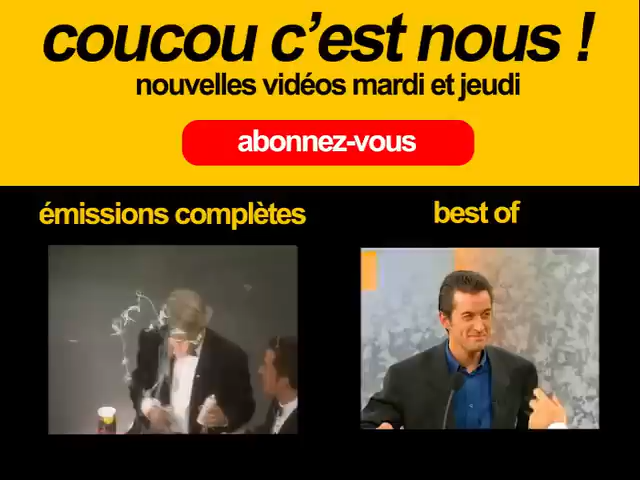 coucou c’est nous !
nouvelles vidéos mardi et jeudi
abonnez-vous
émissions complètes
best of